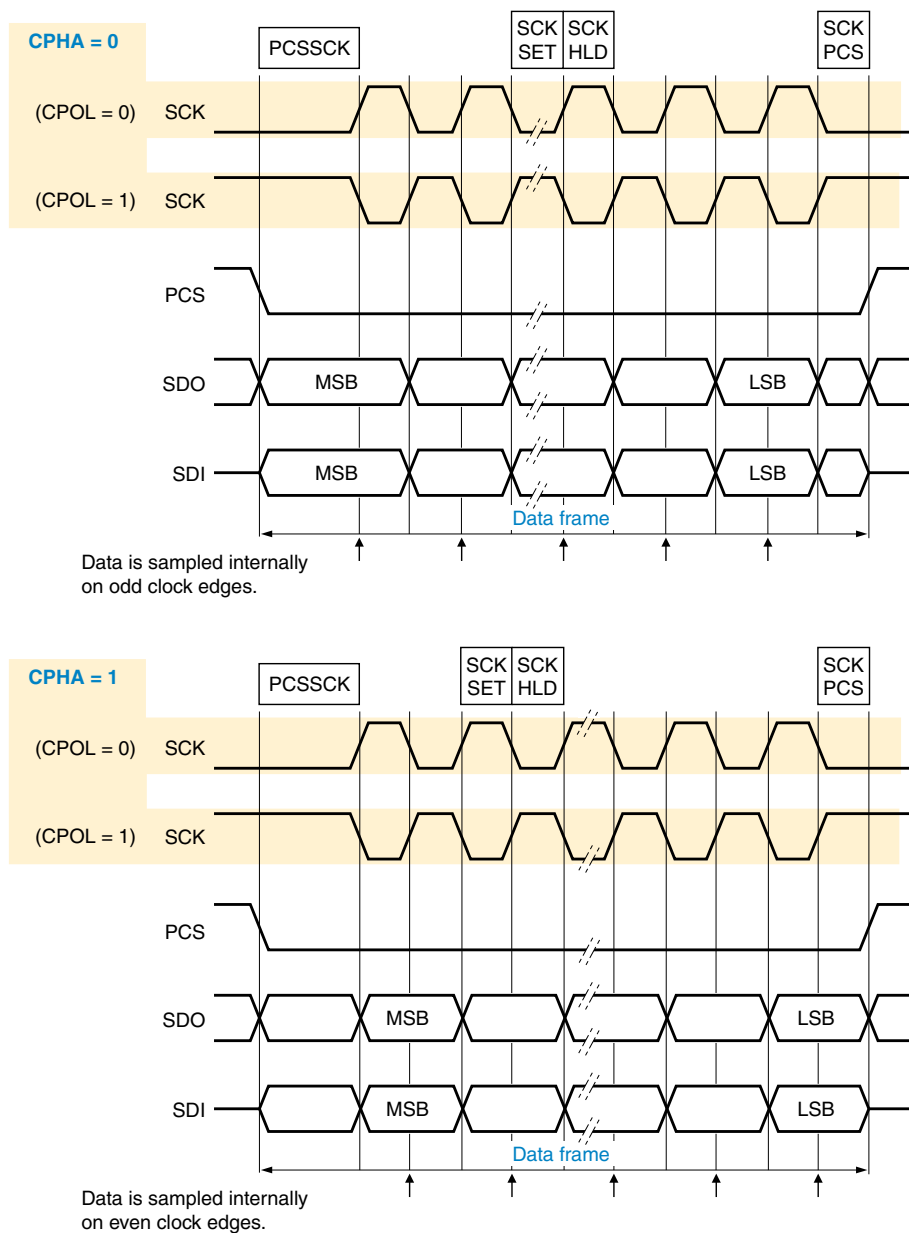 CPHA = 0
PCSSCK
SCK SCK
SET HLD
SCK
PCS
(CPOL = 0) SCK
(CPOL = 1) SCK
PCS
SDO MSB LSB
SDI MSB LSB
Data frame
Data is sampled internally
on odd clock edges.
CPHA = 1
PCSSCK
SCK SCK
SET HLD
SCK
PCS
(CPOL = 0) SCK
(CPOL = 1) SCK
PCS
SDO MSB LSB
SDI MSB LSB
Data frame
Data is sampled internally
on even clock edges.